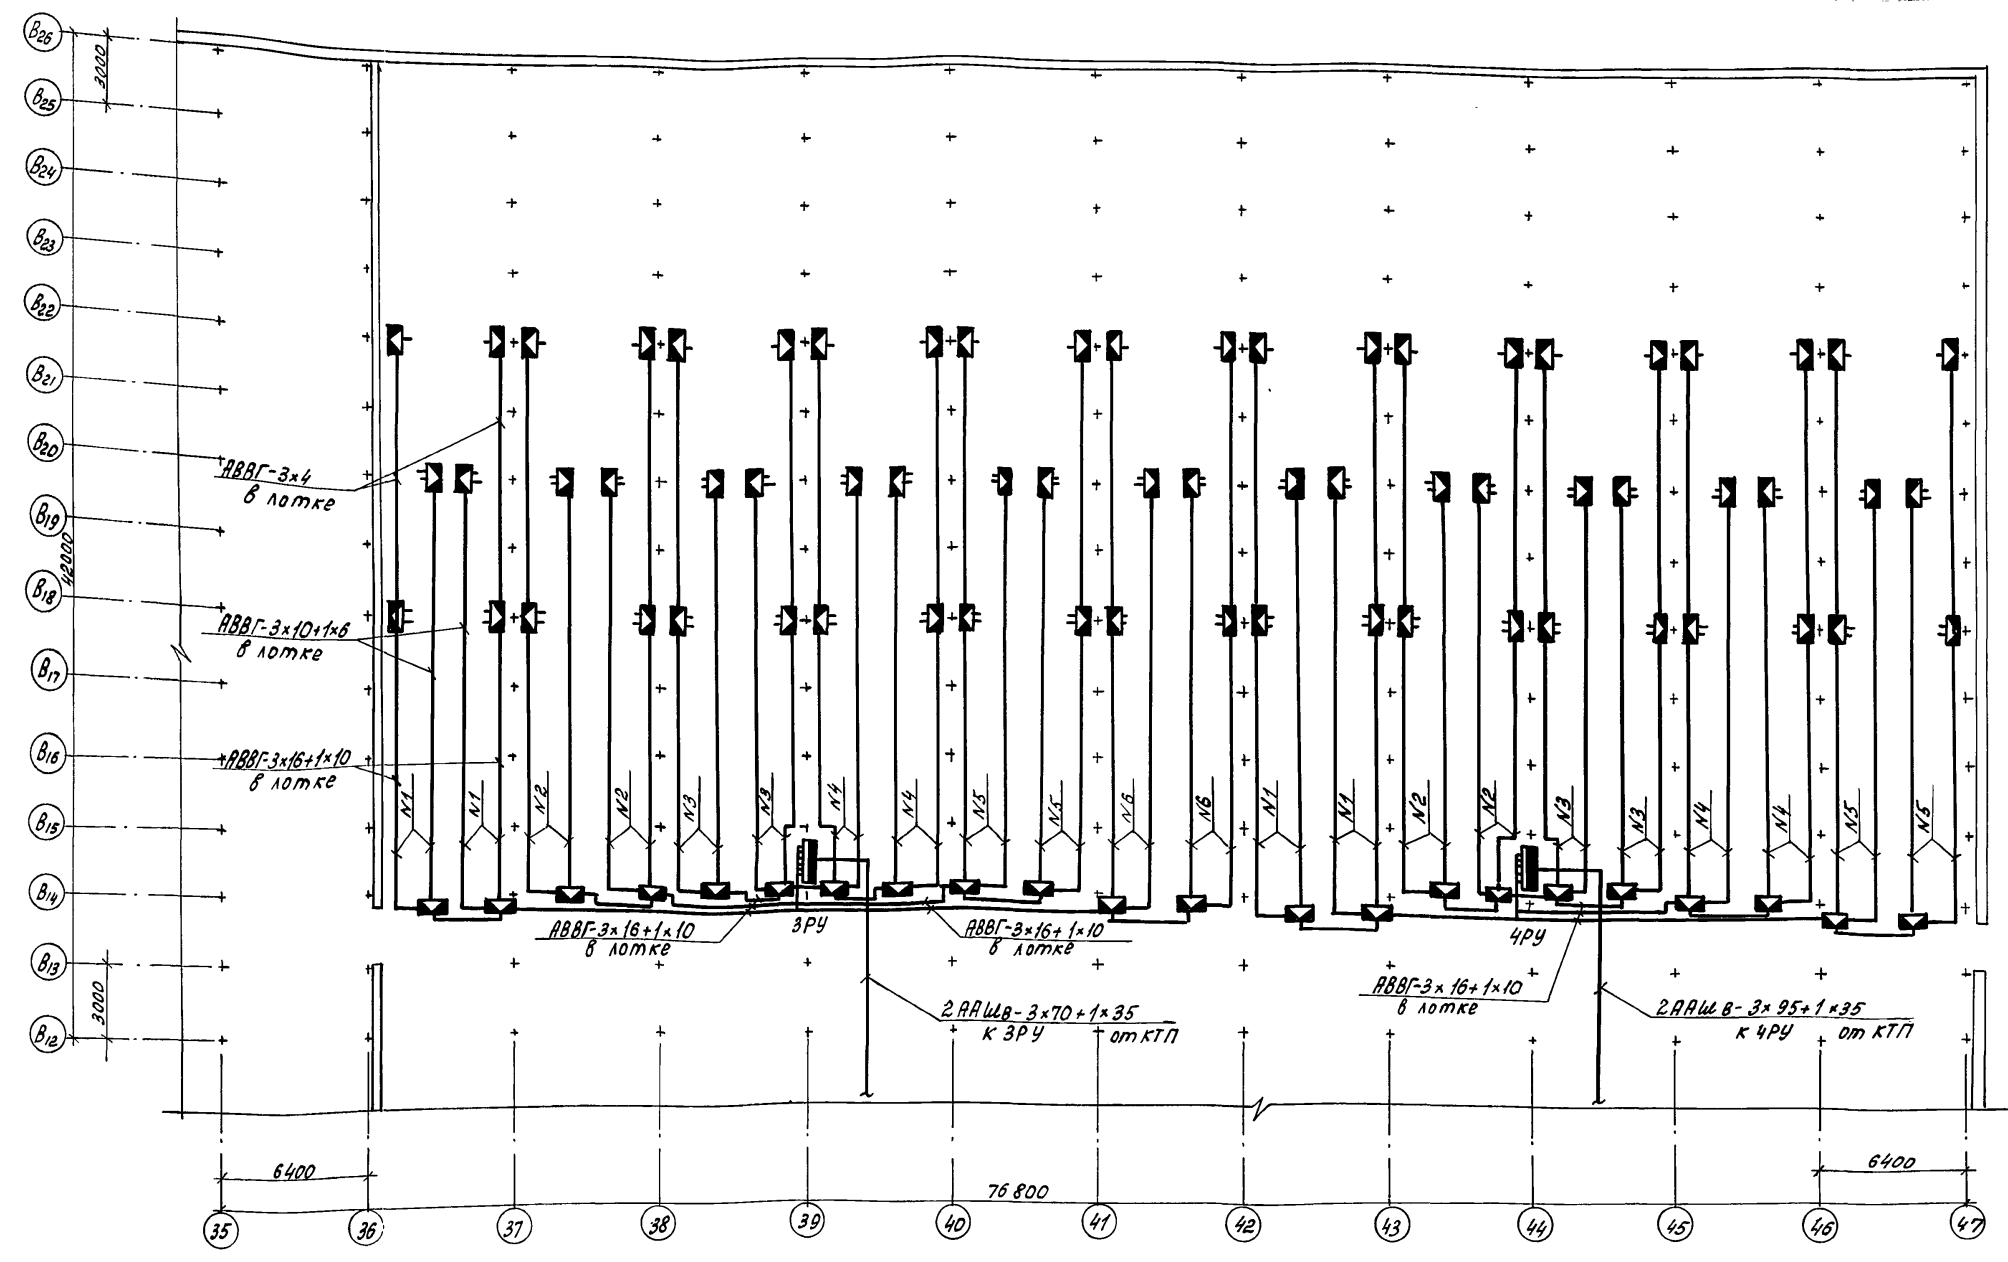 В26
3000
В25
В24
В23
В22
В21
В20
АВВГ-3×4
в лотке
В19
42000
В18
АВВГ-3×10+1×6
в лотке
В17
В16
АВВГ-3×16+1×10
в лотке
N1 N1 N2 N2 N3 N3 N4 N4 N5 N5 N6 N6 N1 N1 N2 N2 N3 N3 N4 N4 N5 N5
В15
В14
АВВГ-3×16+1×10
в лотке
3РУ
АВВГ-3×16+1×10
в лотке
4РУ
В13
3000
АВВГ-3×16+1×10
в лотке
2ААШв-3×70+1×35
к 3РУ от КТП
2ААШв-3×95+1×35
к 4РУ от КТП
В12
6400
6400
76800
35 36 37 38 39 40 41 42 43 44 45 46 47